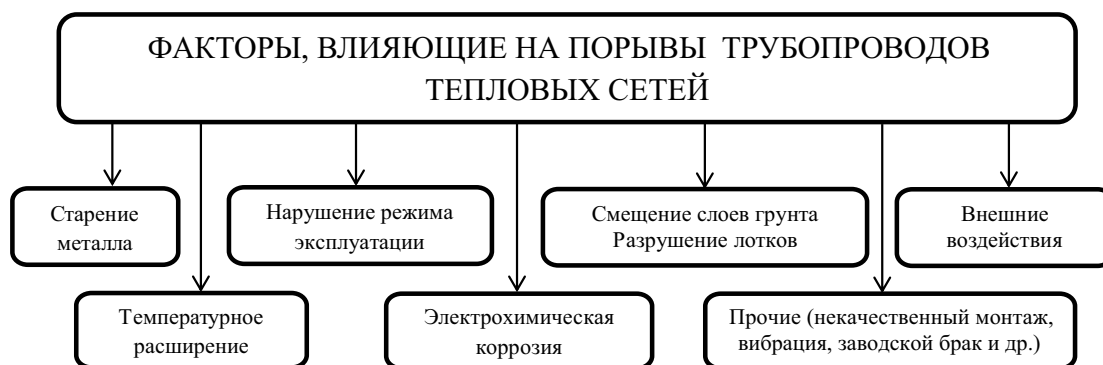 ФАКТОРЫ, ВЛИЯЮЩИЕ НА ПОРЫВЫ ТРУБОПРОВОДОВ
ТЕПЛОВЫХ СЕТЕЙ
Старение
металла
Нарушение режима
эксплуатации
Смещение слоев грунта
Разрушение лотков
Внешние
воздействия
Температурное
расширение
Электрохимическая
коррозия
Прочие (некачественный монтаж,
вибрация, заводской брак и др.)